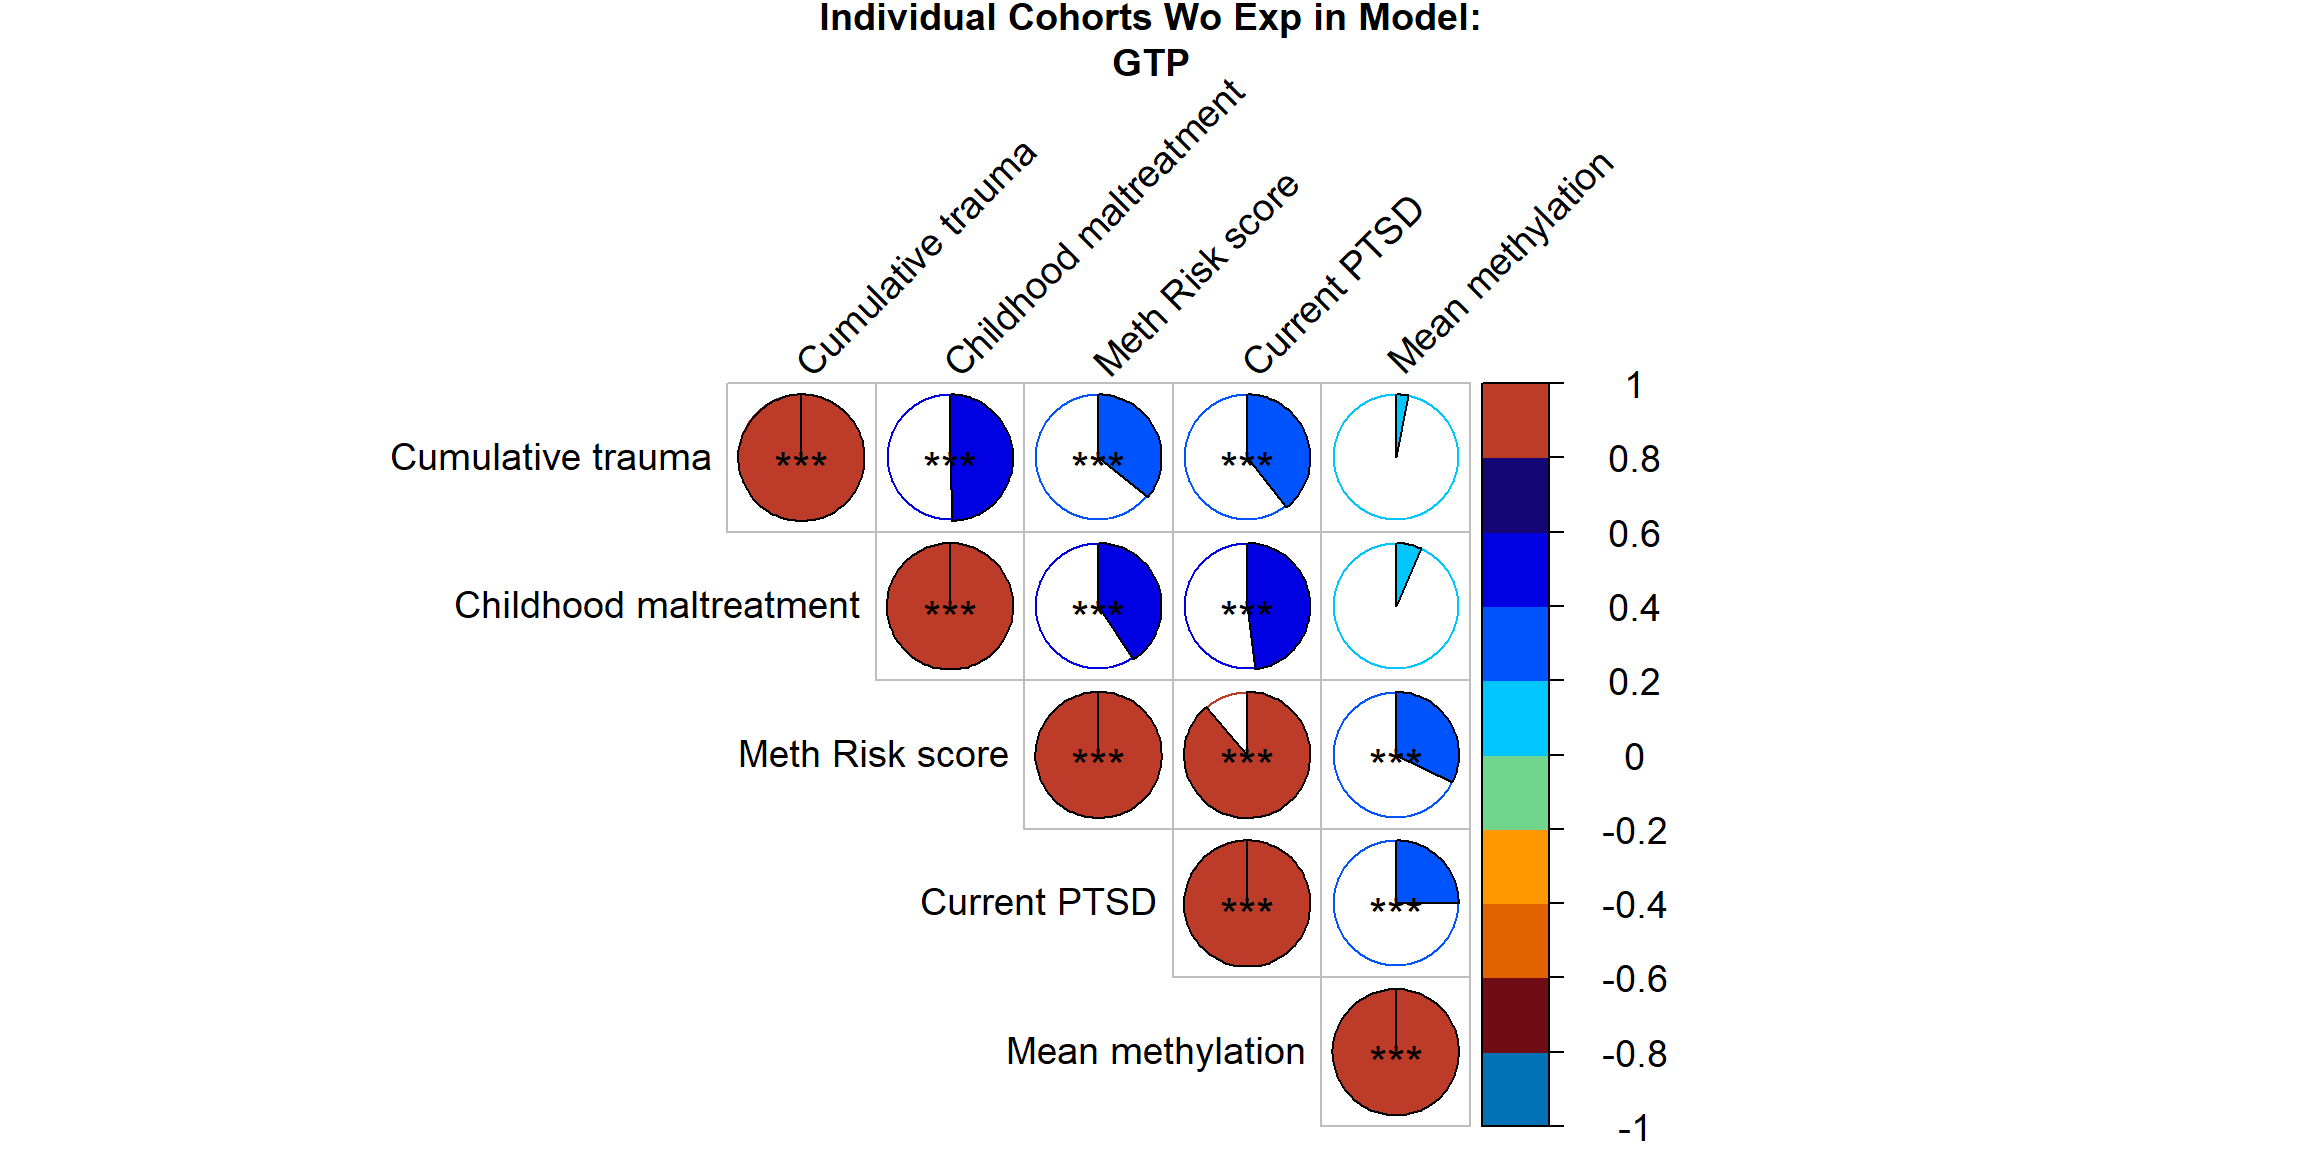 Individual Cohorts Wo Exp in Model:
GTP
Cumulative trauma
Childhood maltreatment
Meth Risk score
Current PTSD
Mean methylation
Cumulative trauma
*** *** *** ***
Childhood maltreatment
*** *** ***
Meth Risk score
*** *** ***
Current PTSD
*** ***
Mean methylation
***
1
0.8
0.6
0.4
0.2
0
-0.2
-0.4
-0.6
-0.8
-1